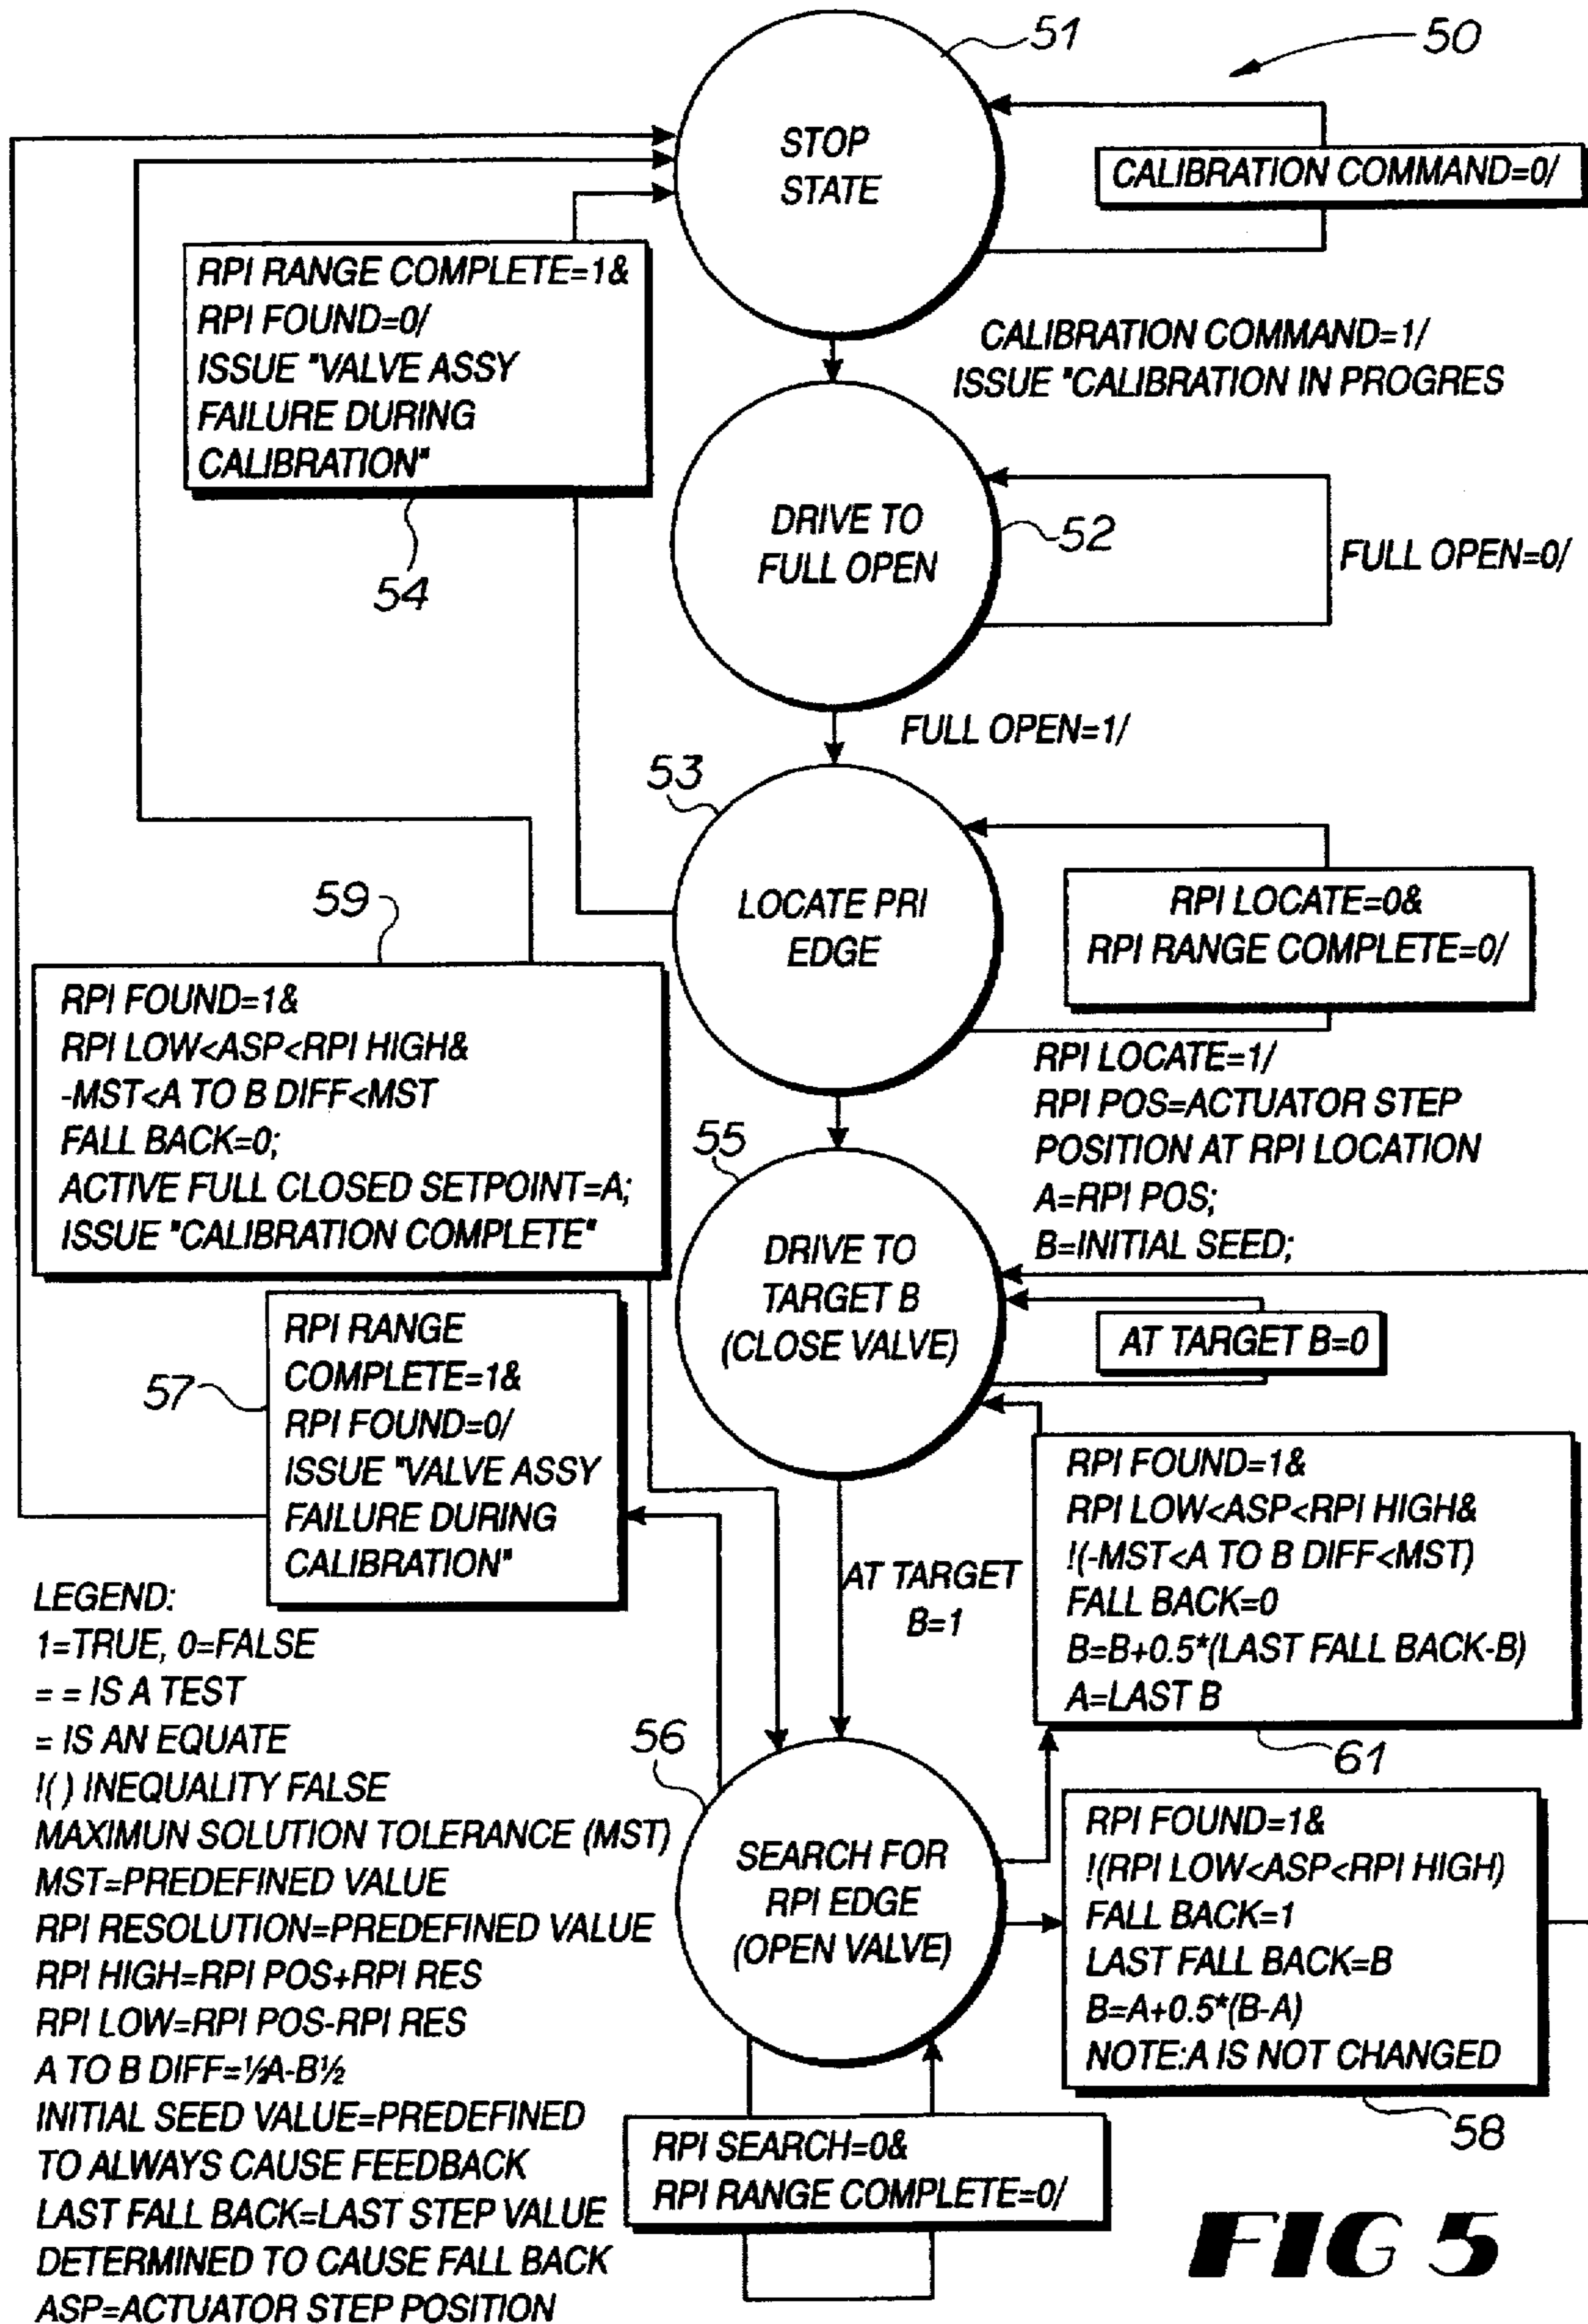 51
50
STOP
STATE
CALIBRATION COMMAND=0/
RPI RANGE COMPLETE=1&
RPI FOUND=0/
ISSUE "VALVE ASSY
FAILURE DURING
CALIBRATION"
54
CALIBRATION COMMAND=1/
ISSUE "CALIBRATION IN PROGRES
DRIVE TO
FULL OPEN
52
FULL OPEN=0/
FULL OPEN=1/
53
LOCATE PRI
EDGE
RPI LOCATE=0&
RPI RANGE COMPLETE=0/
59
RPI FOUND=1&
RPI LOW<ASP<RPI HIGH&
-MST<A TO B DIFF<MST
FALL BACK=0;
ACTIVE FULL CLOSED SETPOINT=A;
ISSUE "CALIBRATION COMPLETE"
RPI LOCATE=1/
RPI POS=ACTUATOR STEP
POSITION AT RPI LOCATION
A=RPI POS;
B=INITIAL SEED;
55
DRIVE TO
TARGET B
(CLOSE VALVE)
AT TARGET B=0
57
RPI RANGE
COMPLETE=1&
RPI FOUND=0/
ISSUE "VALVE ASSY
FAILURE DURING
CALIBRATION"
AT TARGET
B=1
RPI FOUND=1&
RPI LOW<ASP<RPI HIGH&
!(-MST<A TO B DIFF<MST)
FALL BACK=0
B=B+0.5*(LAST FALL BACK-B)
A=LAST B
61
56
SEARCH FOR
RPI EDGE
(OPEN VALVE)
RPI FOUND=1&
!(RPI LOW<ASP<RPI HIGH)
FALL BACK=1
LAST FALL BACK=B
B=A+0.5*(B-A)
NOTE:A IS NOT CHANGED
58
RPI SEARCH=0&
RPI RANGE COMPLETE=0/
LEGEND:
1=TRUE, 0=FALSE
= = IS A TEST
= IS AN EQUATE
!( ) INEQUALITY FALSE
MAXIMUN SOLUTION TOLERANCE (MST)
MST=PREDEFINED VALUE
RPI RESOLUTION=PREDEFINED VALUE
RPI HIGH=RPI POS+RPI RES
RPI LOW=RPI POS-RPI RES
A TO B DIFF=½A-B½
INITIAL SEED VALUE=PREDEFINED
TO ALWAYS CAUSE FEEDBACK
LAST FALL BACK=LAST STEP VALUE
DETERMINED TO CAUSE FALL BACK
ASP=ACTUATOR STEP POSITION
FIG 5